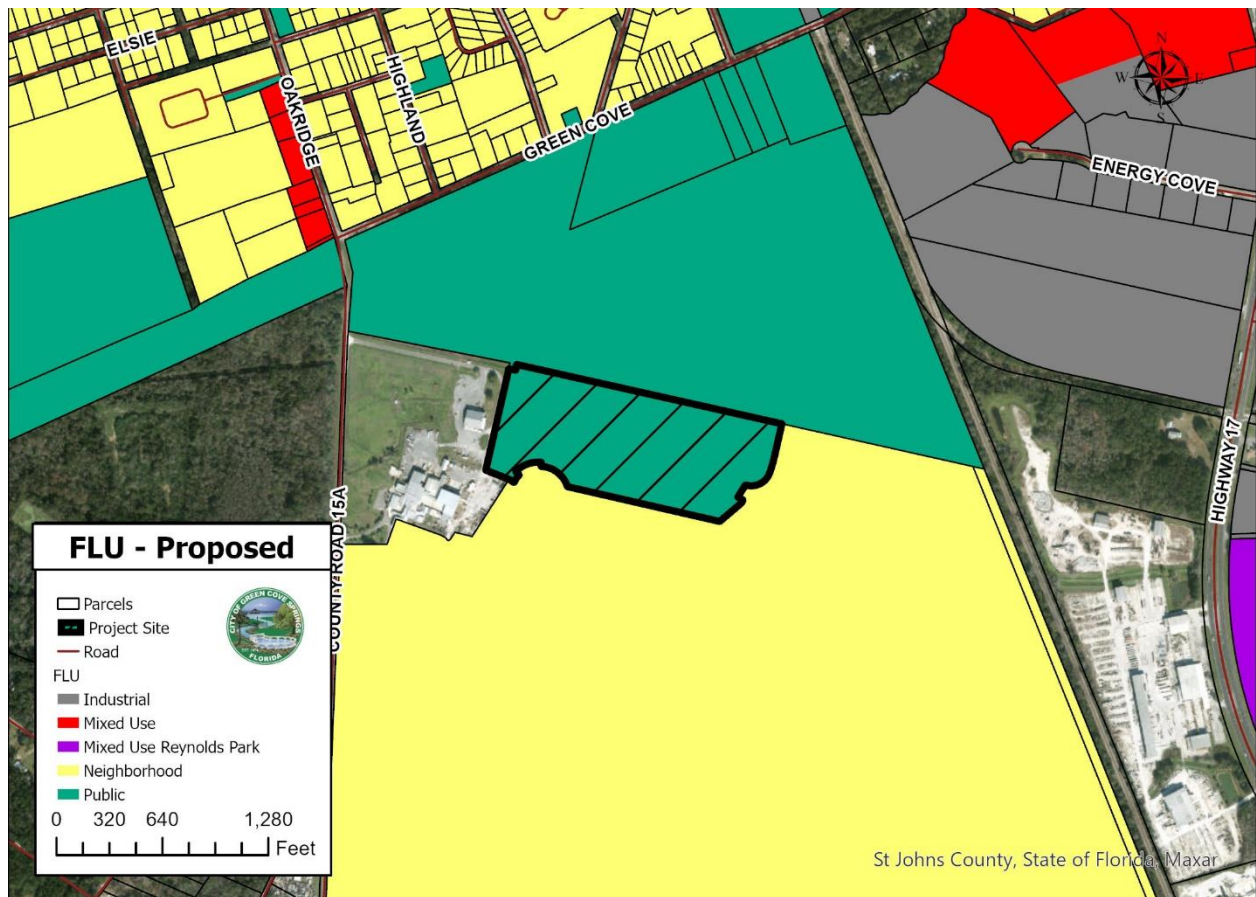 ELSIE
OAKRIDGE
HIGHLAND
GREEN COVE
N
W E
S
ENERGY COVE
HIGHWAY 17
COUNTY ROAD 15A
FLU - Proposed
Parcels
Project Site
Road
CITY OF GREEN COVE SPRINGS
FLORIDA
FLU
Industrial
Mixed Use
Mixed Use Reynolds Park
Neighborhood
Public
0 320 640 1,280
Feet
St Johns County, State of Florida, Maxar